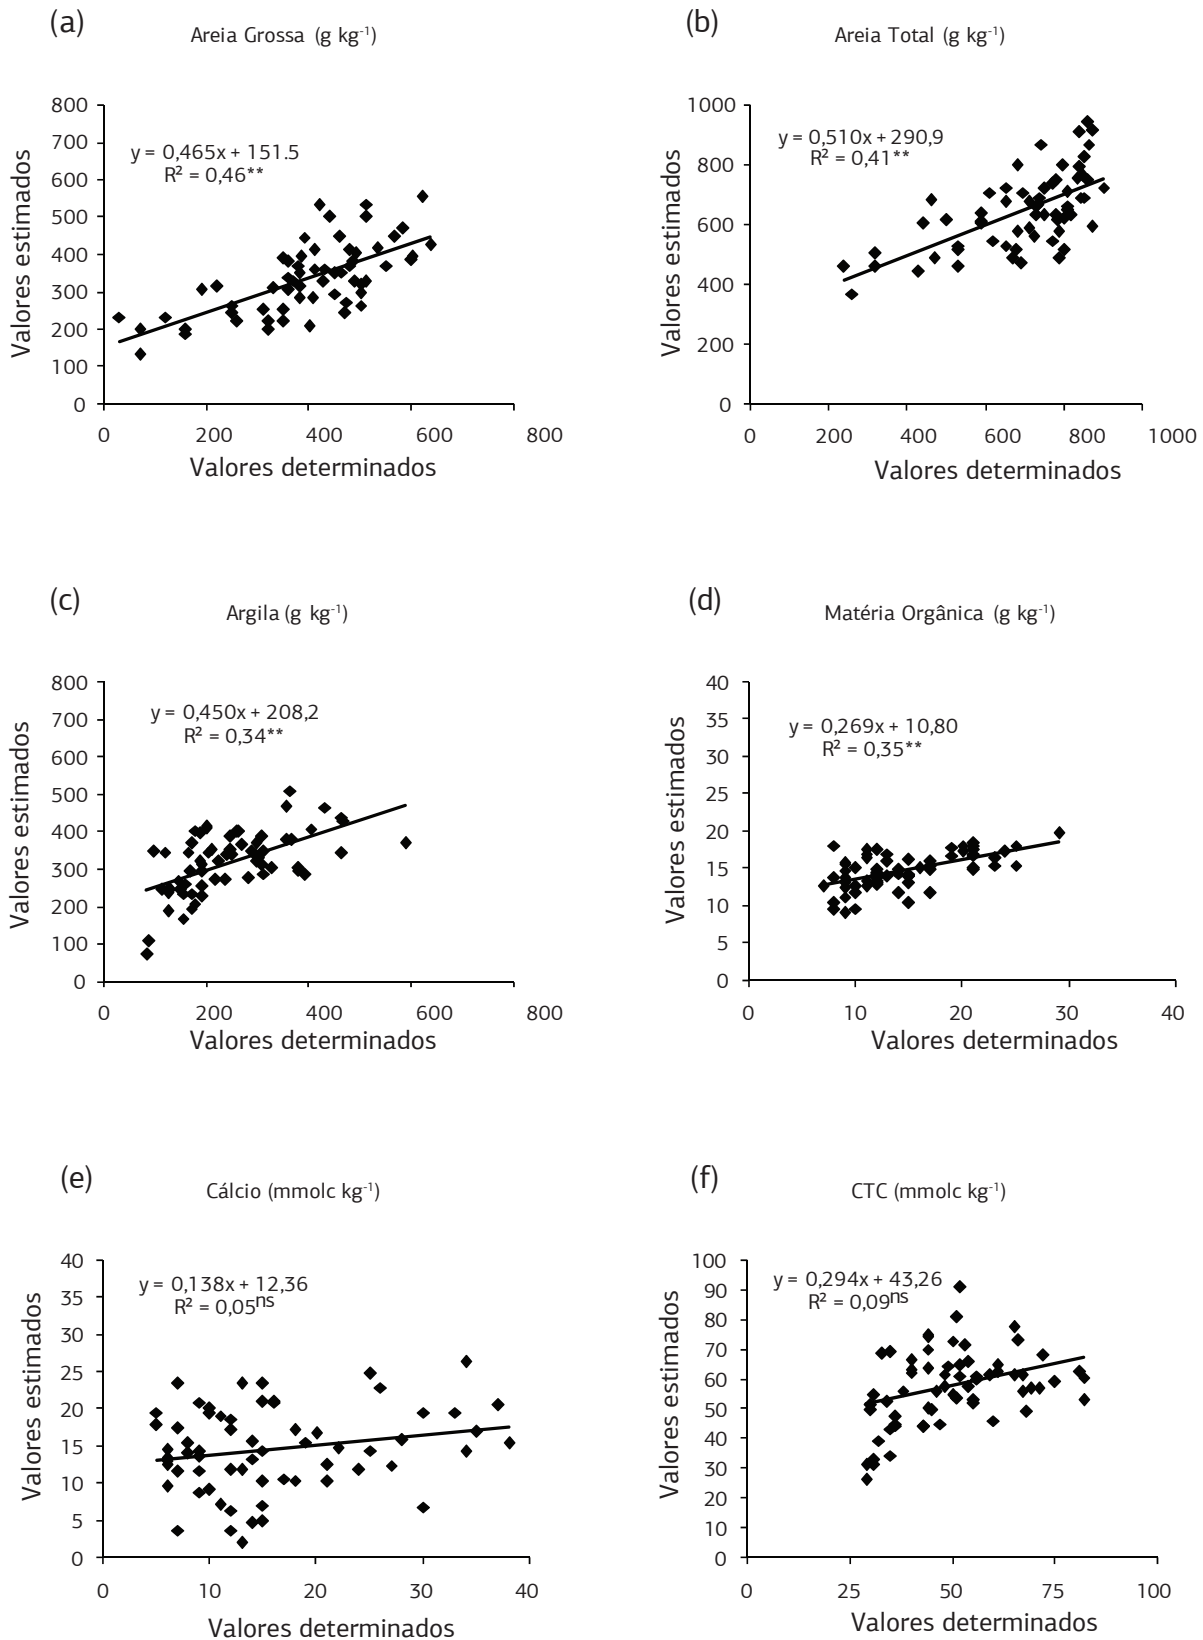 (a)
Areia Grossa (g kg⁻¹)
Valores estimados
800
700
600
500
400
300
200
100
0
y = 0,465x + 151.5
R² = 0,46**
0 200 400 600 800
Valores determinados
(b)
Areia Total (g kg⁻¹)
Valores estimados
1000
800
600
400
200
0
y = 0,510x + 290,9
R² = 0,41**
0 200 400 600 800 1000
Valores determinados
(c)
Argila (g kg⁻¹)
Valores estimados
800
700
600
500
400
300
200
100
0
y = 0,450x + 208,2
R² = 0,34**
0 200 400 600 800
Valores determinados
(d)
Matéria Orgânica (g kg⁻¹)
Valores estimados
40
35
30
25
20
15
10
5
0
y = 0,269x + 10,80
R² = 0,35**
0 10 20 30 40
Valores determinados
(e)
Cálcio (mmolc kg⁻¹)
Valores estimados
40
35
30
25
20
15
10
5
0
y = 0,138x + 12,36
R² = 0,05ns
0 10 20 30 40
Valores determinados
(f)
CTC (mmolc kg⁻¹)
Valores estimados
100
90
80
70
60
50
40
30
20
10
0
y = 0,294x + 43,26
R² = 0,09ns
0 25 50 75 100
Valores determinados